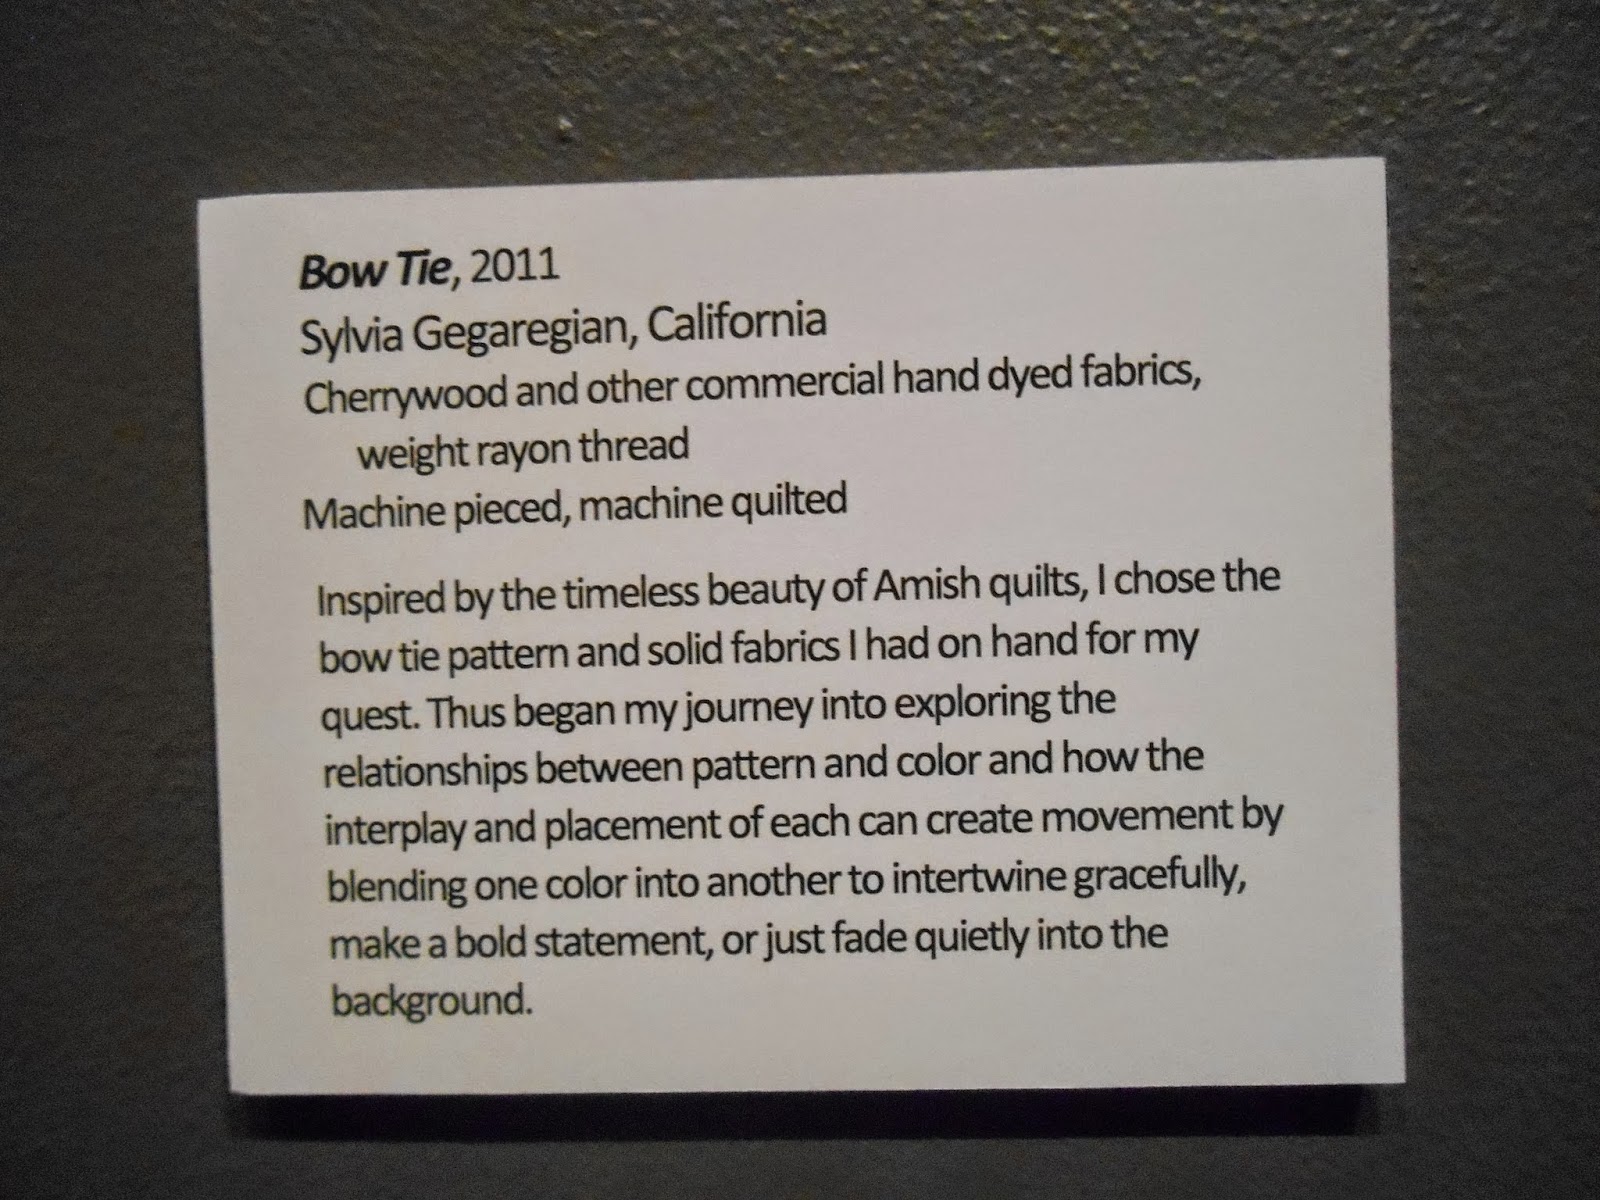 Bow Tie, 2011
Sylvia Gegaregian, California
Cherrywood and other commercial hand dyed fabrics,
weight rayon thread
Machine pieced, machine quilted
Inspired by the timeless beauty of Amish quilts, I chose the
bow tie pattern and solid fabrics I had on hand for my
quest. Thus began my journey into exploring the
relationships between pattern and color and how the
interplay and placement of each can create movement by
blending one color into another to intertwine gracefully,
make a bold statement, or just fade quietly into the
background.